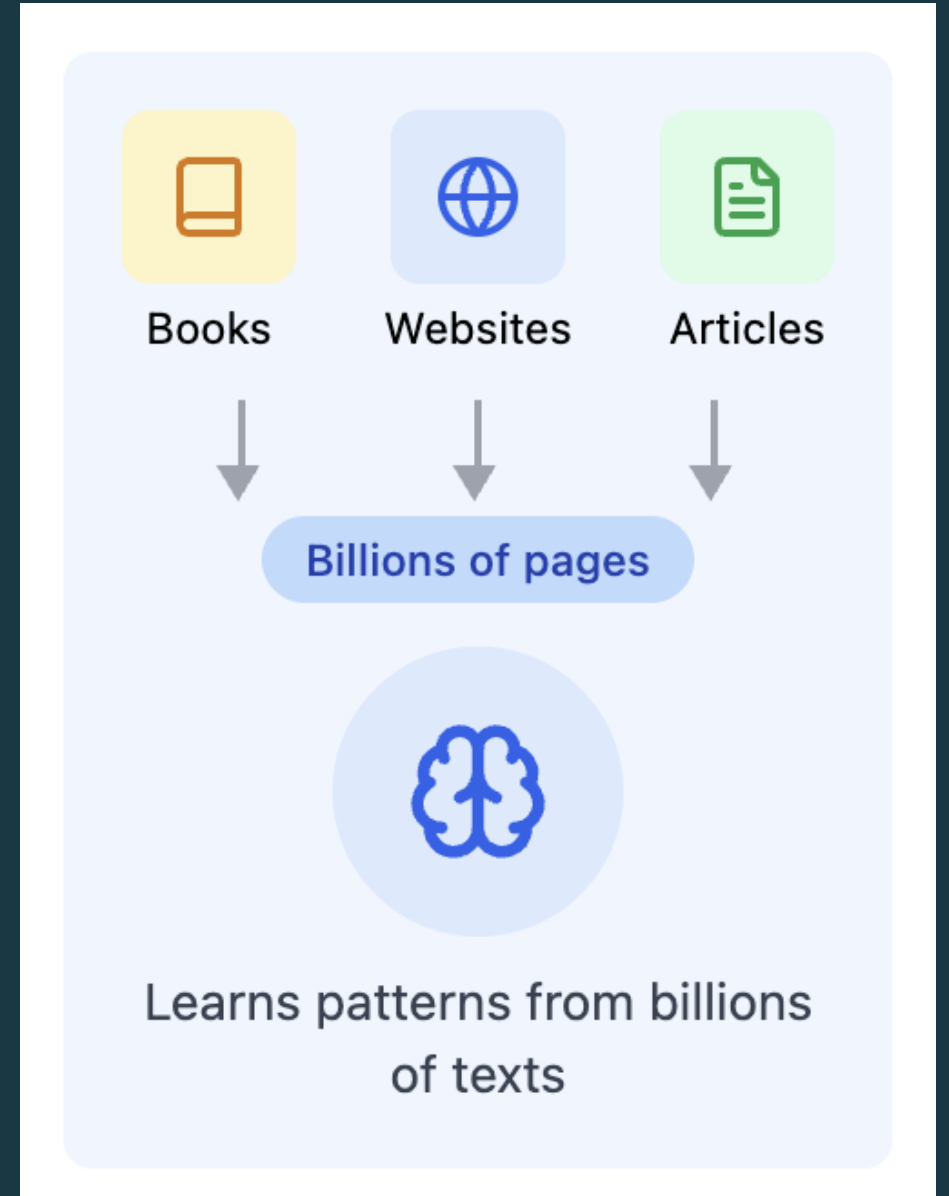 Books
Websites
Articles
Billions of pages
Learns patterns from billions
of texts